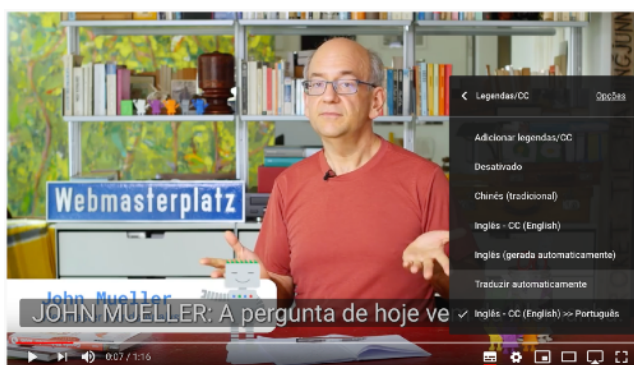 Legendas/CC Opções
Adicionar legendas/CC
Desativado
Chinês (tradicional)
Inglês - CC (English)
Inglês (gerada automaticamente)
Traduzir automaticamente
Inglês - CC (English) >> Português
Webmasterplatz
John Mueller
JOHN MUELLER: A pergunta de hoje ve
0:07 / 1:16